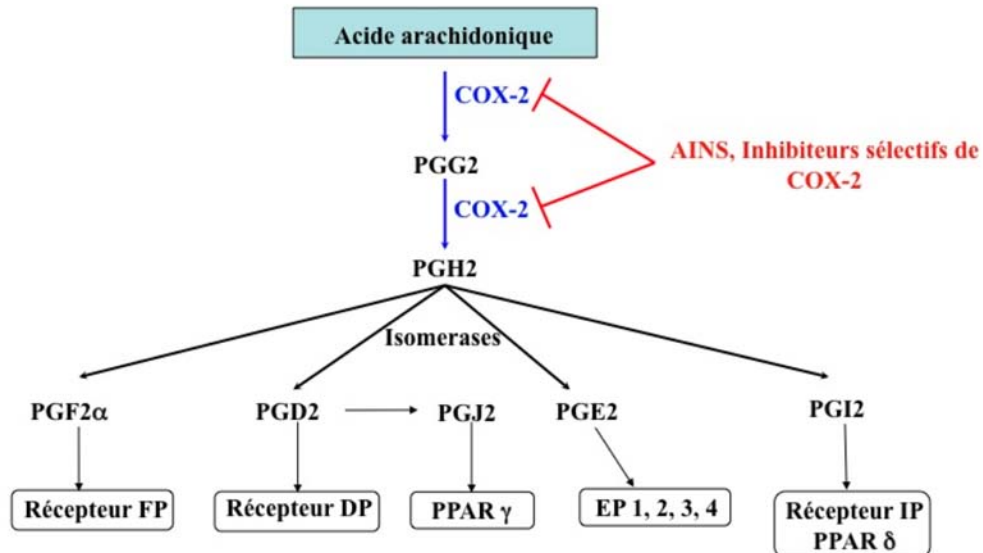 Acide arachidonique
COX-2
AINS, Inhibiteurs sélectifs de
COX-2
PGG2
COX-2
PGH2
Isomerases
PGF2α
PGD2
PGJ2
PGE2
PGI2
Récepteur FP
Récepteur DP
PPAR γ
EP 1, 2, 3, 4
Récepteur IP
PPAR δ